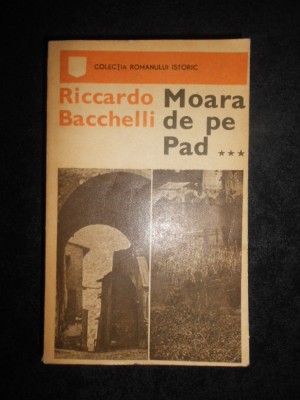 COLECȚIA ROMANULUI ISTORIC
Riccardo
Bacchelli
Moara
de pe
Pad ★★★